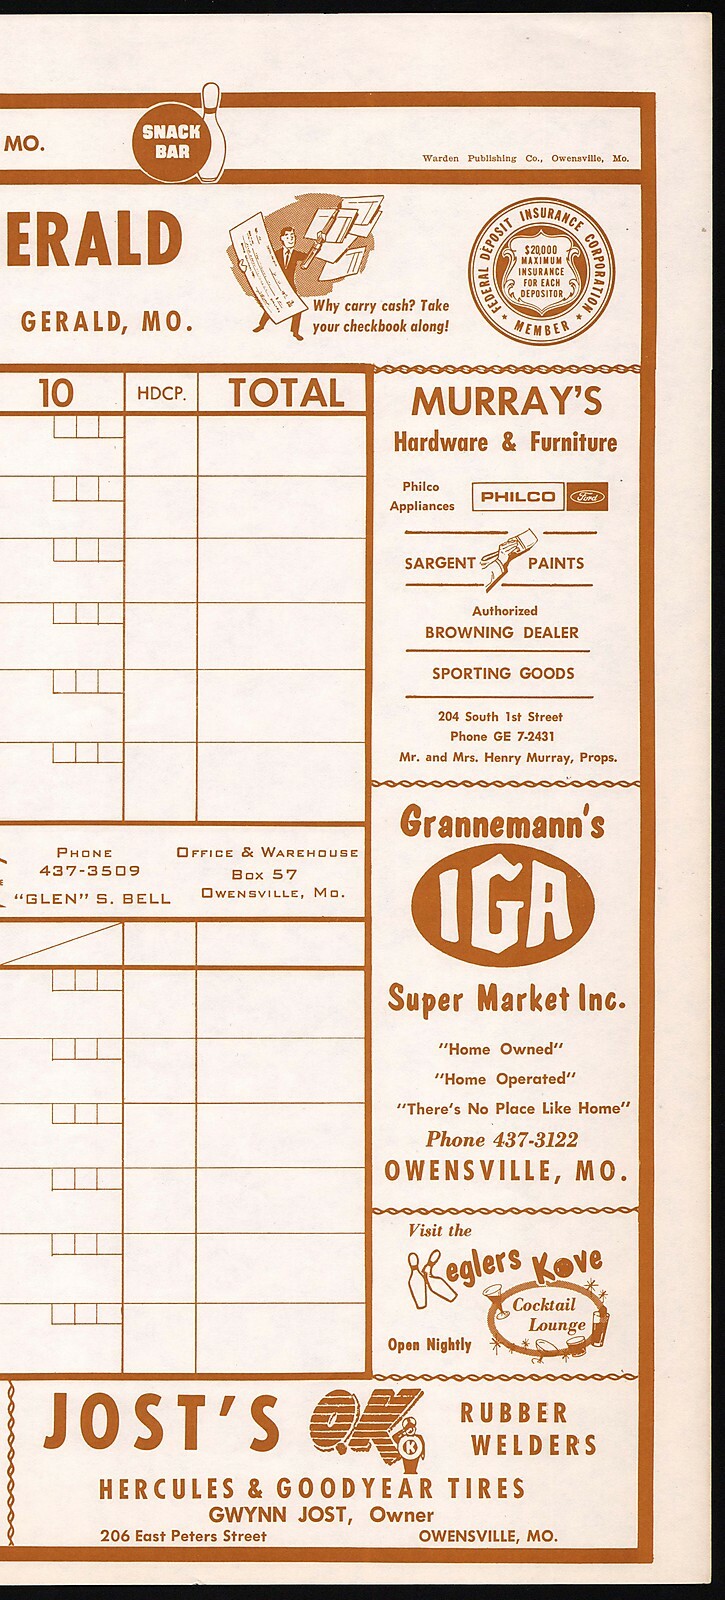 MO.
SNACK
BAR
Warden Publishing Co., Owensville, Mo.
ERALD
GERALD, MO.
Why carry cash? Take
your checkbook along!
FEDERAL DEPOSIT INSURANCE CORPORATION
$20,000
MAXIMUM
INSURANCE
FOR EACH
DEPOSITOR
MEMBER
10 HDCP. TOTAL
MURRAY'S
Hardware & Furniture
Philco
Appliances
PHILCO Ford
SARGENT PAINTS
Authorized
BROWNING DEALER
SPORTING GOODS
204 South 1st Street
Phone GE 7-2431
Mr. and Mrs. Henry Murray, Props.
PHONE
437-3509
"GLEN" S. BELL
OFFICE & WAREHOUSE
BOX 57
OWENSVILLE, MO.
Grannemann's
IGA
Super Market Inc.
"Home Owned"
"Home Operated"
"There's No Place Like Home"
Phone 437-3122
OWENSVILLE, MO.
Visit the
Keglers Kove
Cocktail
Lounge
Open Nightly
JOST'S O.K. RUBBER
WELDERS
HERCULES & GOODYEAR TIRES
GWYNN JOST, Owner
206 East Peters Street OWENSVILLE, MO.